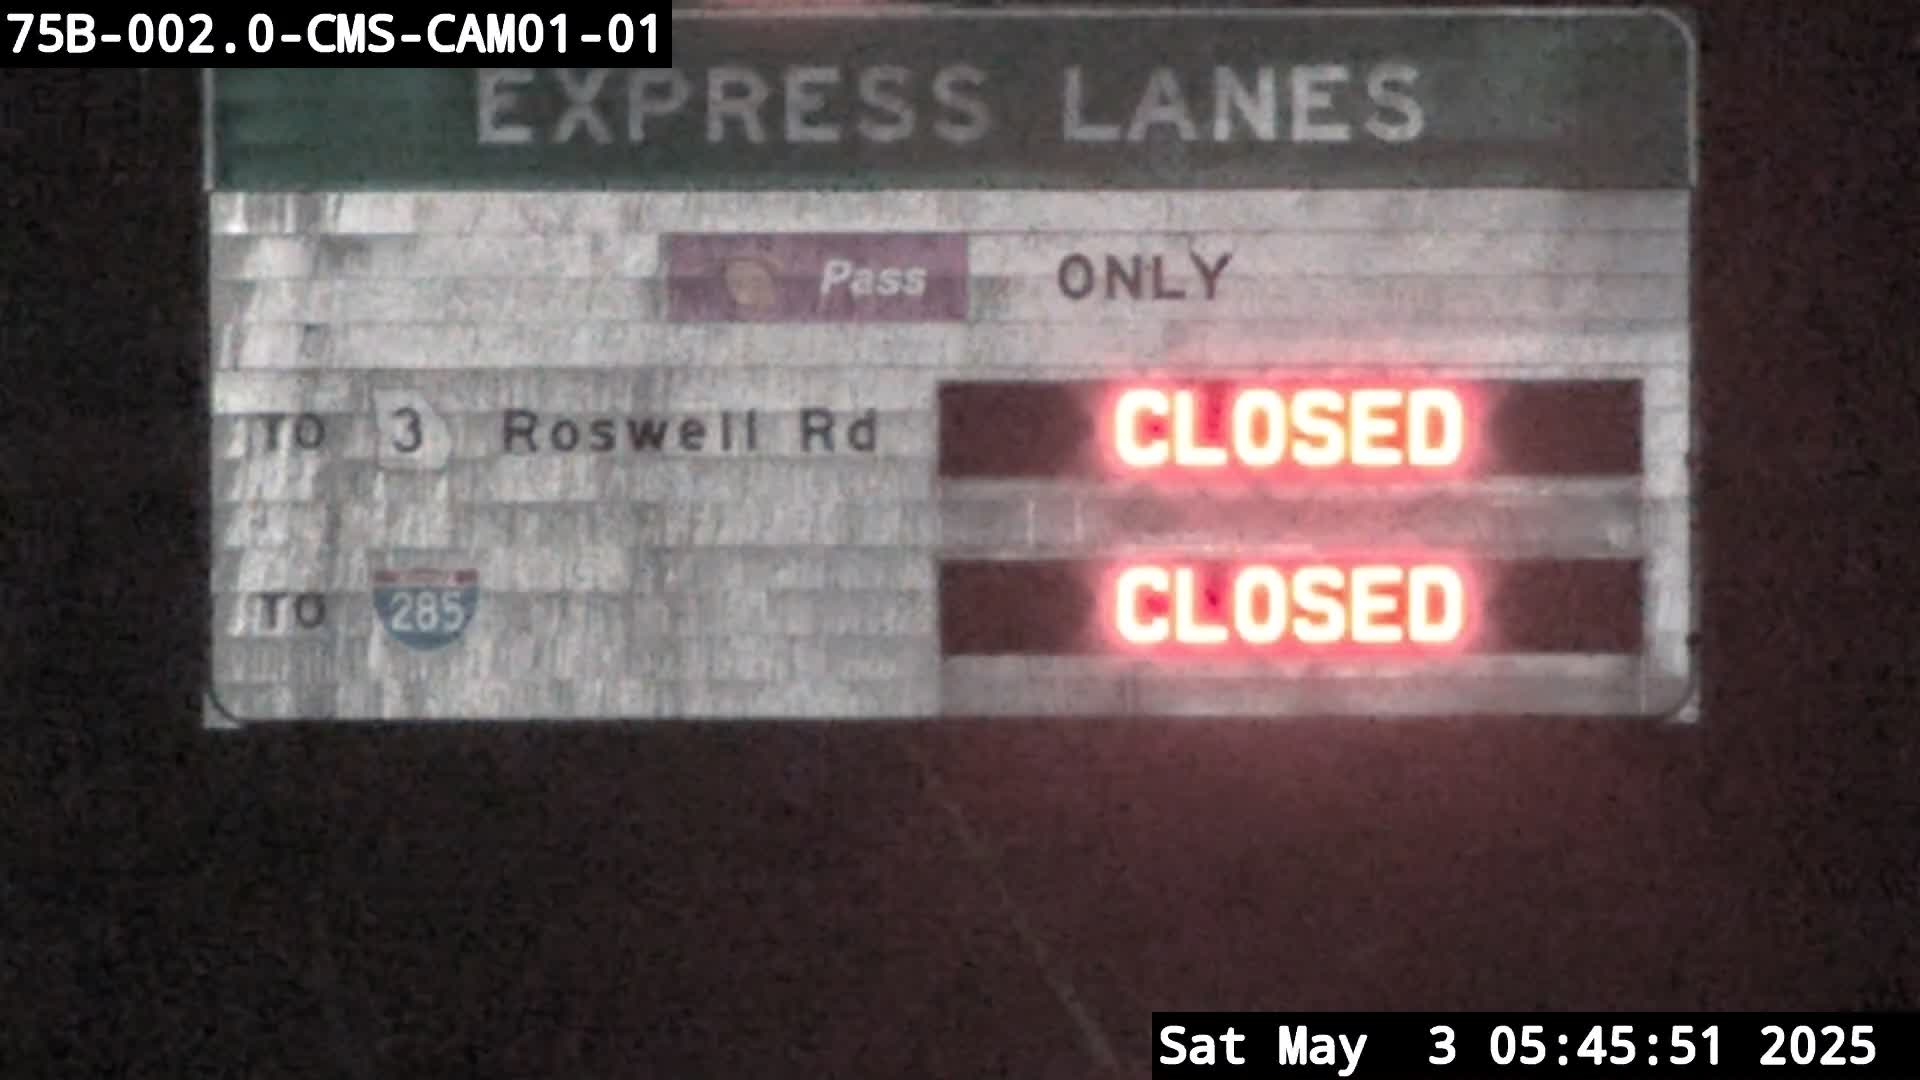 75B-002.0-CMS-CAM01-01
EXPRESS LANES
Pass ONLY
TO 3 Roswell Rd CLOSED
TO 285 CLOSED
Sat May 3 05:45:51 2025